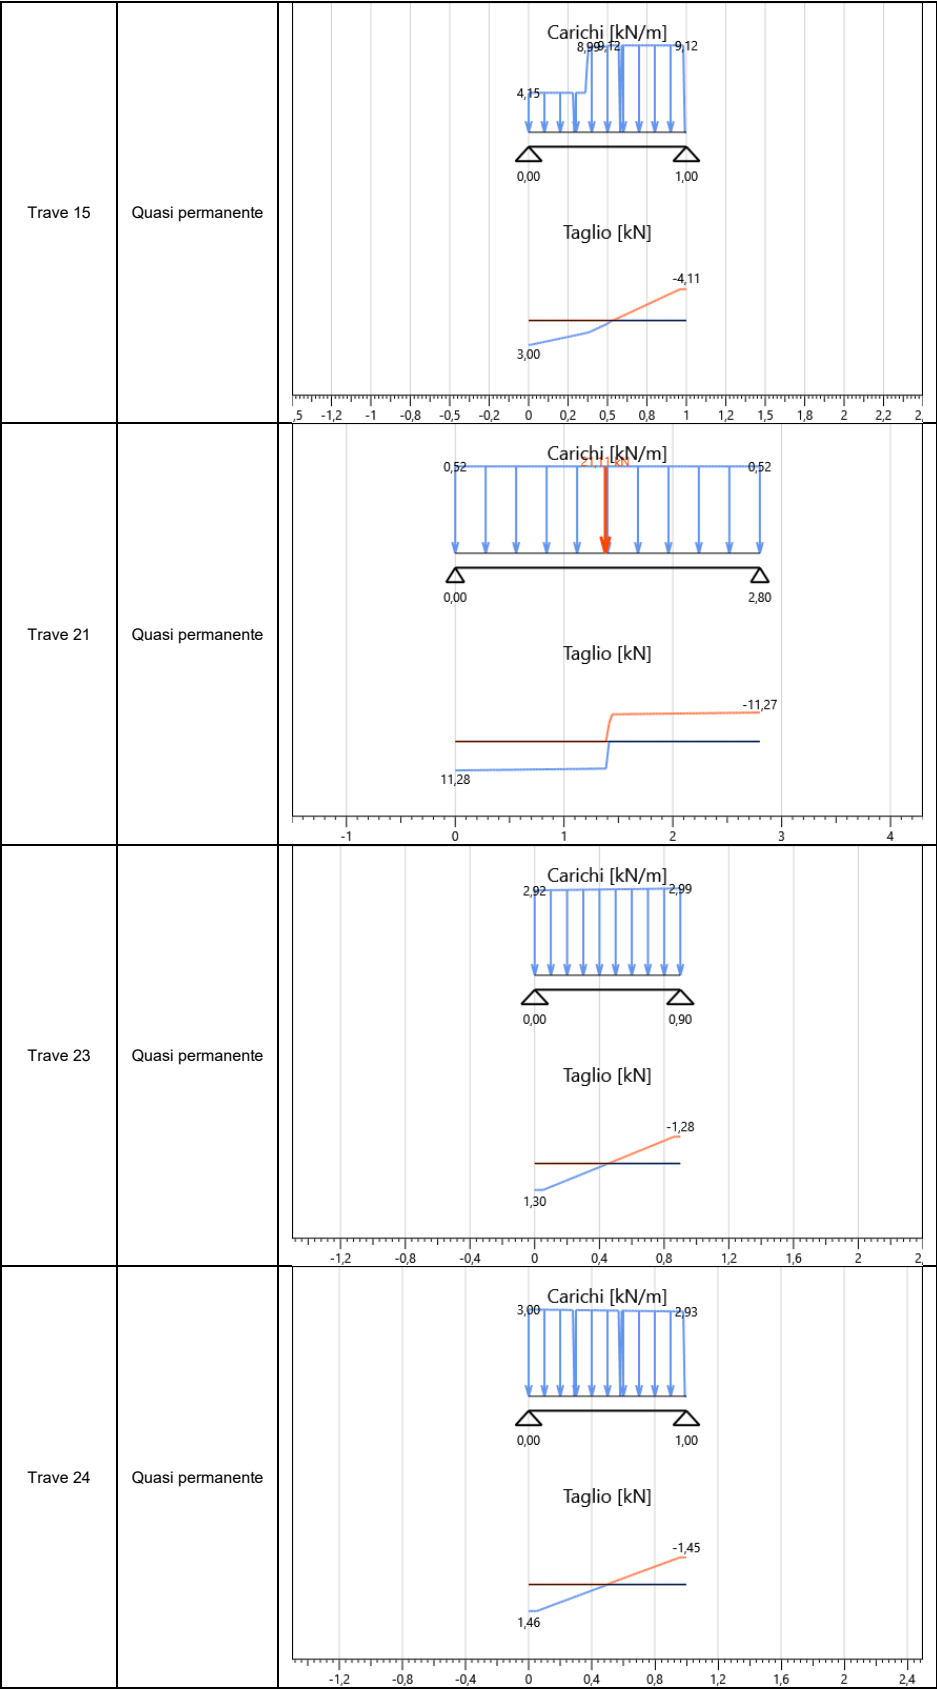 Carichi [kN/m]
8,99 9,12 9,12
4,15
0,00 1,00
Trave 15 Quasi permanente
Taglio [kN]
-4,11
3,00
,5 -1,2 -1 -0,8 -0,5 -0,2 0 0,2 0,5 0,8 1 1,2 1,5 1,8 2 2,2 2,
Carichi [kN/m]
0,52 21,11 kN 0,52
0,00 2,80
Trave 21 Quasi permanente
Taglio [kN]
-11,27
11,28
-1 0 1 2 3 4
Carichi [kN/m]
2,92 2,99
0,00 0,90
Trave 23 Quasi permanente
Taglio [kN]
-1,28
1,30
-1,2 -0,8 -0,4 0 0,4 0,8 1,2 1,6 2 2,
Carichi [kN/m]
3,00 2,93
0,00 1,00
Trave 24 Quasi permanente
Taglio [kN]
-1,45
1,46
-1,2 -0,8 -0,4 0 0,4 0,8 1,2 1,6 2 2,4